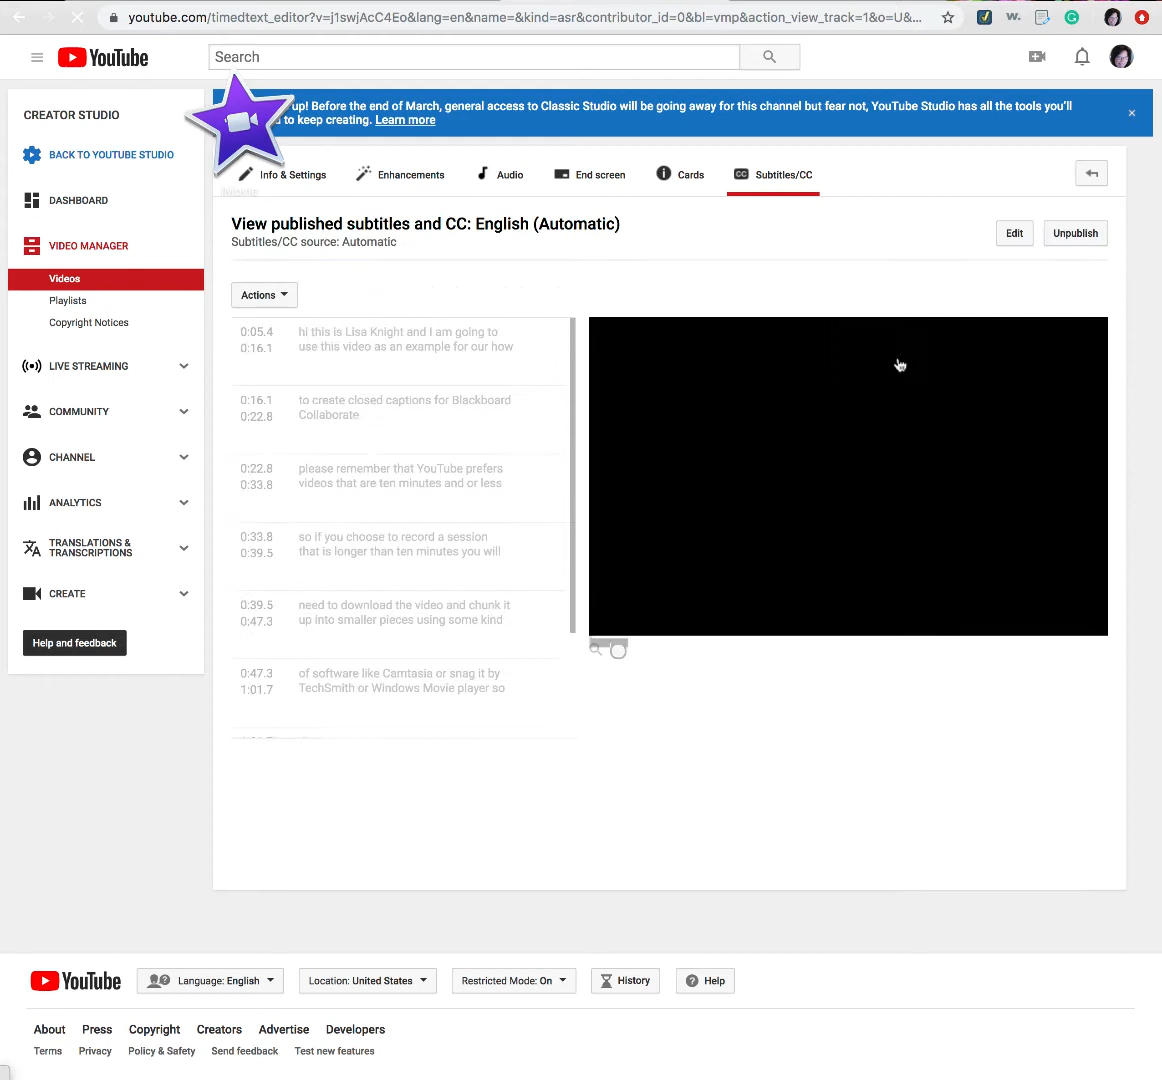 youtube.com/timedtext_editor?v=j1swjAcC4Eo&lang=en&name=&kind=asr&contributor_id=0&bl=vmp&action_view_track=1&o=U&...
W.
YouTube
Search
CREATOR STUDIO
BACK TO YOUTUBE STUDIO
DASHBOARD
VIDEO MANAGER
Videos
Playlists
Copyright Notices
LIVE STREAMING
COMMUNITY
CHANNEL
ANALYTICS
TRANSLATIONS &
TRANSCRIPTIONS
CREATE
Help and feedback
up! Before the end of March, general access to Classic Studio will be going away for this channel but fear not, YouTube Studio has all the tools you'll
to keep creating. Learn more
iMovie
Info & Settings
Enhancements
Audio
End screen
Cards
CC Subtitles/CC
View published subtitles and CC: English (Automatic)
Subtitles/CC source: Automatic
Edit
Unpublish
Actions
0:05.4 hi this is Lisa Knight and I am going to
0:16.1 use this video as an example for our how
0:16.1 to create closed captions for Blackboard
0:22.8 Collaborate
0:22.8 please remember that YouTube prefers
0:33.8 videos that are ten minutes and or less
0:33.8 so if you choose to record a session
0:39.5 that is longer than ten minutes you will
0:39.5 need to download the video and chunk it
0:47.3 up into smaller pieces using some kind
0:47.3 of software like Camtasia or snag it by
1:01.7 TechSmith or Windows Movie player so
YouTube
Language: English
Location: United States
Restricted Mode: On
History
Help
About Press Copyright Creators Advertise Developers
Terms Privacy Policy & Safety Send feedback Test new features